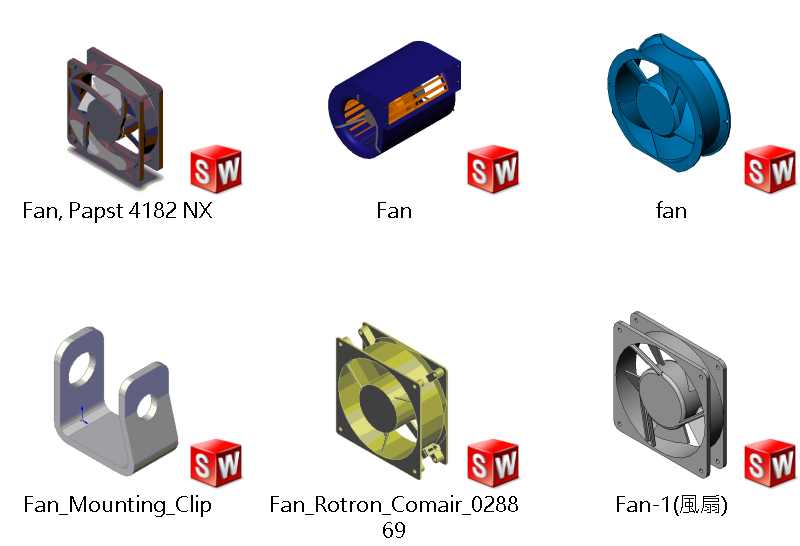 SW
SW
SW
Fan, Papst 4182 NX
Fan
fan
SW
SW
SW
Fan_Mounting_Clip
Fan_Rotron_Comair_0288
69
Fan-1(風扇)